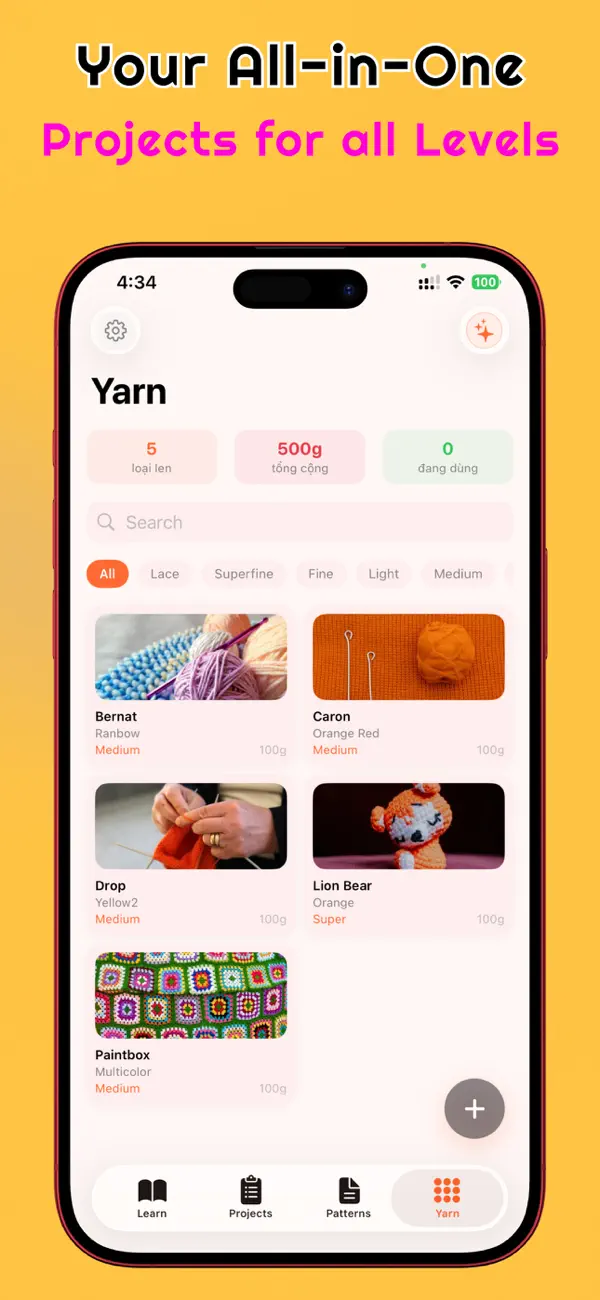 Your All-in-One
Projects for all Levels
4:34
100
Yarn
5
loại len
500g
tổng cộng
0
đang dùng
Search
All Lace Superfine Fine Light Medium
Bernat
Ranbow
Medium 100g
Caron
Orange Red
Medium 100g
Drop
Yellow2
Medium 100g
Lion Bear
Orange
Super 100g
Paintbox
Multicolor
Medium 100g
+
Learn Projects Patterns Yarn